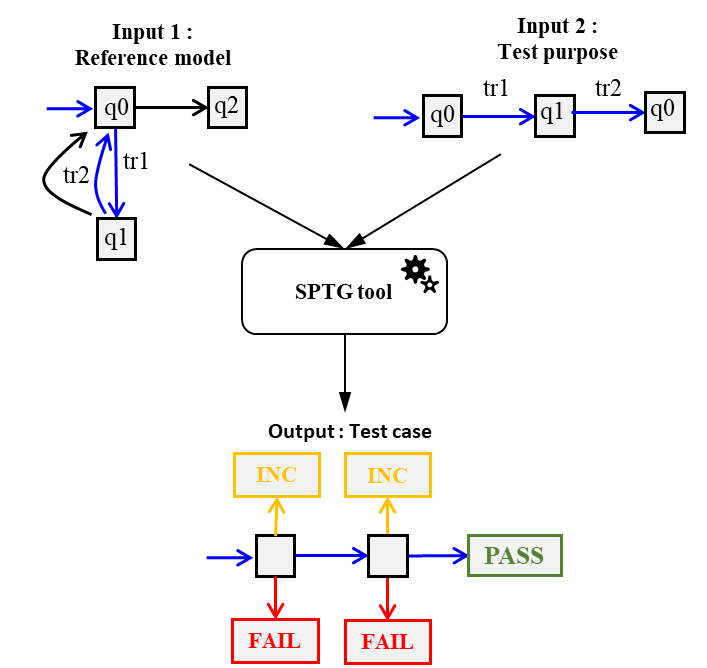 Input 1 :
Reference model
Input 2 :
Test purpose
q0
q2
tr1
tr2
q1
q0
tr1
q1
tr2
q0
SPTG tool
Output : Test case
INC
INC
PASS
FAIL
FAIL